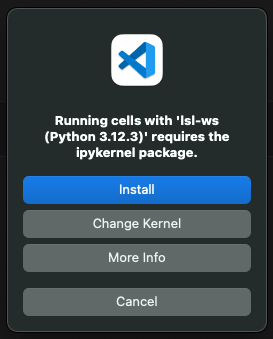 Running cells with 'lsl-ws
(Python 3.12.3)' requires the
ipykernel package.
Install
Change Kernel
More Info
Cancel